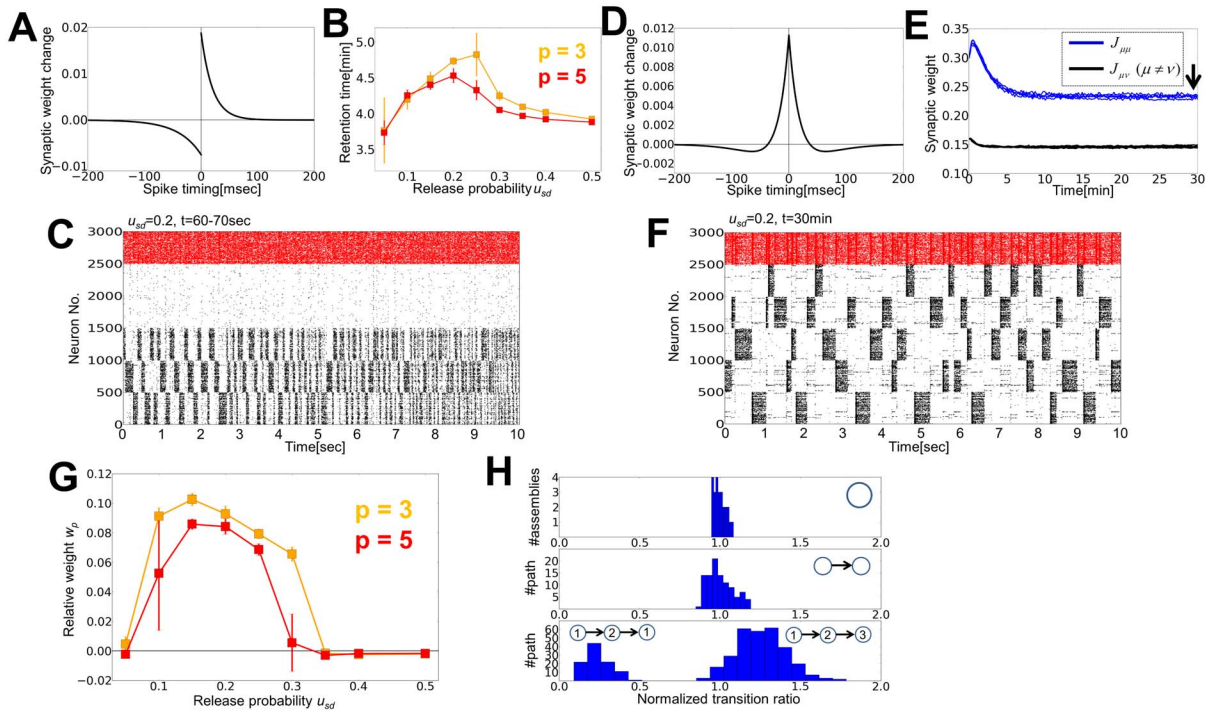 A
Synaptic weight change
0.02
0.01
0.00
−0.01
−200
−100
0
100
200
Spike timing[msec]
B
Retention time[min]
5.0
4.5
4.0
3.5
p = 3
p = 5
0.1
0.2
0.3
0.4
0.5
Release probability usd
D
Synaptic weight change
0.012
0.010
0.008
0.006
0.004
0.002
0.000
−0.002
−200
−100
0
100
200
Spike timing[msec]
E
Synaptic weight
0.35
0.30
0.25
0.20
0.15
0.10
Jμμ
Jμν (μ≠ν)
0
5
10
15
20
25
30
Time[min]
C
usd=0.2, t=60-70sec
Neuron No.
3000
2500
2000
1500
1000
500
0
0 1 2 3 4 5 6 7 8 9 10
Time[sec]
F
usd=0.2, t=30min
Neuron No.
3000
2500
2000
1500
1000
500
0
0 1 2 3 4 5 6 7 8 9 10
Time[sec]
G
Relative weight wp
0.12
0.10
0.08
0.06
0.04
0.02
0.00
−0.02
p = 3
p = 5
0.1
0.2
0.3
0.4
0.5
Release probability usd
H
#assemblies
4
3
2
1
0
0.0 0.5 1.0 1.5 2.0
#path
20
15
10
5
0
0.0 0.5 1.0 1.5 2.0
#path
60
50
40
30
20
10
0
1 2 1
1 2 3
0.0 0.5 1.0 1.5 2.0
Normalized transition ratio